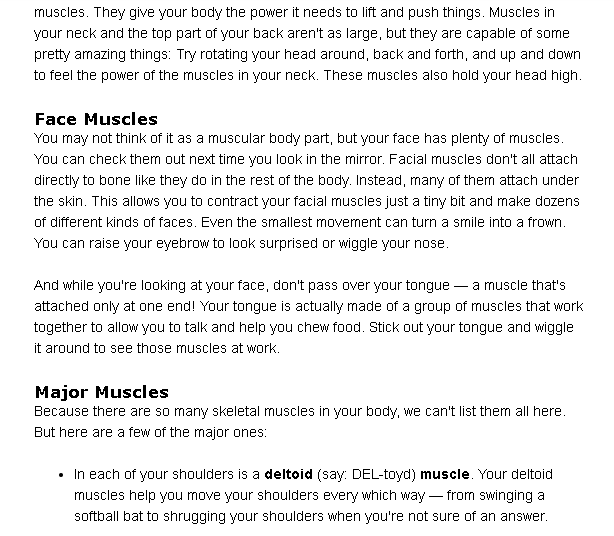 muscles. They give your body the power it needs to lift and push things. Muscles in
your neck and the top part of your back aren't as large, but they are capable of some
pretty amazing things: Try rotating your head around, back and forth, and up and down
to feel the power of the muscles in your neck. These muscles also hold your head high.
Face Muscles
You may not think of it as a muscular body part, but your face has plenty of muscles.
You can check them out next time you look in the mirror. Facial muscles don't all attach
directly to bone like they do in the rest of the body. Instead, many of them attach under
the skin. This allows you to contract your facial muscles just a tiny bit and make dozens
of different kinds of faces. Even the smallest movement can turn a smile into a frown.
You can raise your eyebrow to look surprised or wiggle your nose.
And while you're looking at your face, don't pass over your tongue — a muscle that's
attached only at one end! Your tongue is actually made of a group of muscles that work
together to allow you to talk and help you chew food. Stick out your tongue and wiggle
it around to see those muscles at work.
Major Muscles
Because there are so many skeletal muscles in your body, we can't list them all here.
But here are a few of the major ones:
• In each of your shoulders is a deltoid (say: DEL-toyd) muscle. Your deltoid
muscles help you move your shoulders every which way — from swinging a
softball bat to shrugging your shoulders when you're not sure of an answer.